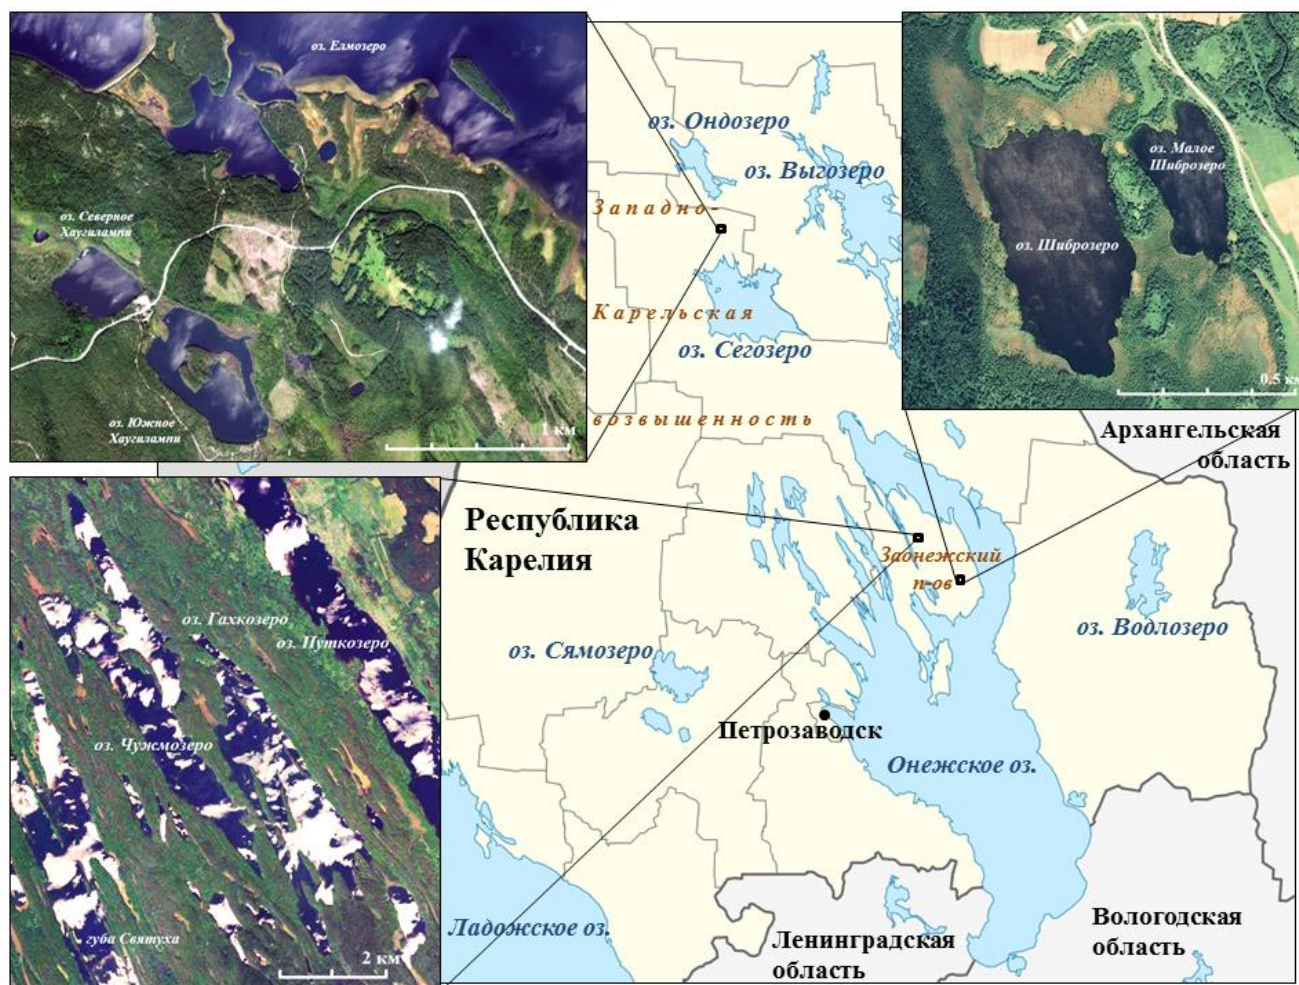 оз. Елмозеро
оз. Северное
Хаугилампи
оз. Южное
Хаугилампи
1 км
оз. Малое
Шиброзеро
оз. Шиброзеро
0.5 км
оз. Ондозеро
оз. Выгозеро
Западно-
Карельская
оз. Сегозеро
возвышенность
Архангельская
область
Республика
Карелия
Заонежский
п-ов
оз. Водлозеро
оз. Сямозеро
Петрозаводск
Онежское оз.
Ладожское оз.
Ленинградская
область
Вологодская
область
оз. Гахкозеро
оз. Путкозеро
оз. Чужмозеро
губа Святуха
2 км